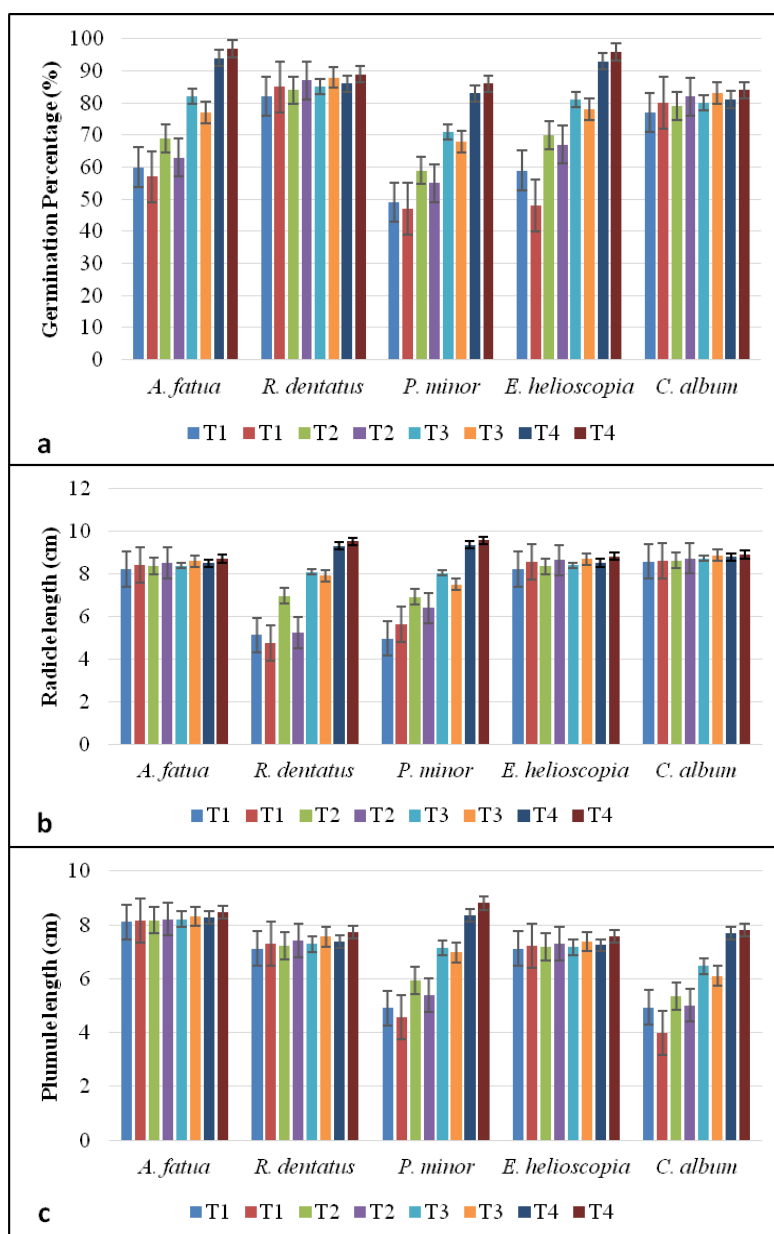 Germination Percentage (%)
100
90
80
70
60
50
40
30
20
10
0
A. fatua R. dentatus P. minor E. helioscopia C. album
T1 T1 T2 T2 T3 T3 T4 T4
a
Radicle length (cm)
12
10
8
6
4
2
0
A. fatua R. dentatus P. minor E. helioscopia C. album
T1 T1 T2 T2 T3 T3 T4 T4
b
Plumule length (cm)
10
8
6
4
2
0
A. fatua R. dentatus P. minor E. helioscopia C. album
T1 T1 T2 T2 T3 T3 T4 T4
c